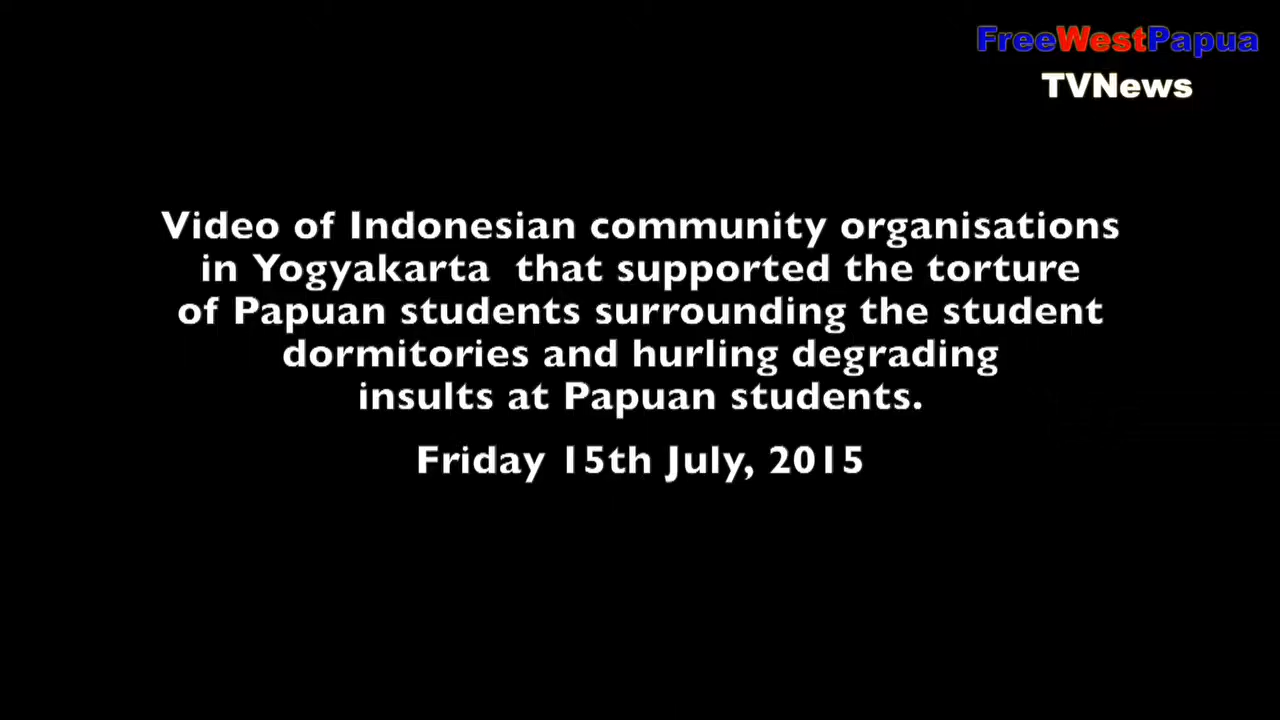 FreeWestPapua
TVNews
Video of Indonesian community organisations
in Yogyakarta that supported the torture
of Papuan students surrounding the student
dormitories and hurling degrading
insults at Papuan students.
Friday 15th July, 2015